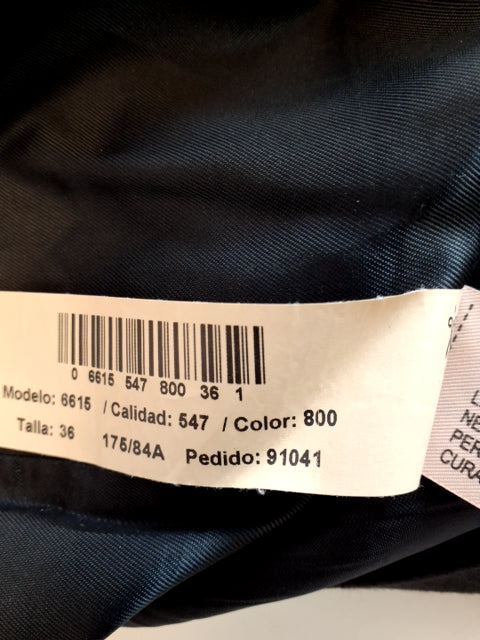 0 6615 547 800 36 1
Modelo: 6615 / Calidad: 547 / Color: 800
Talla: 36 175/84A Pedido: 91041